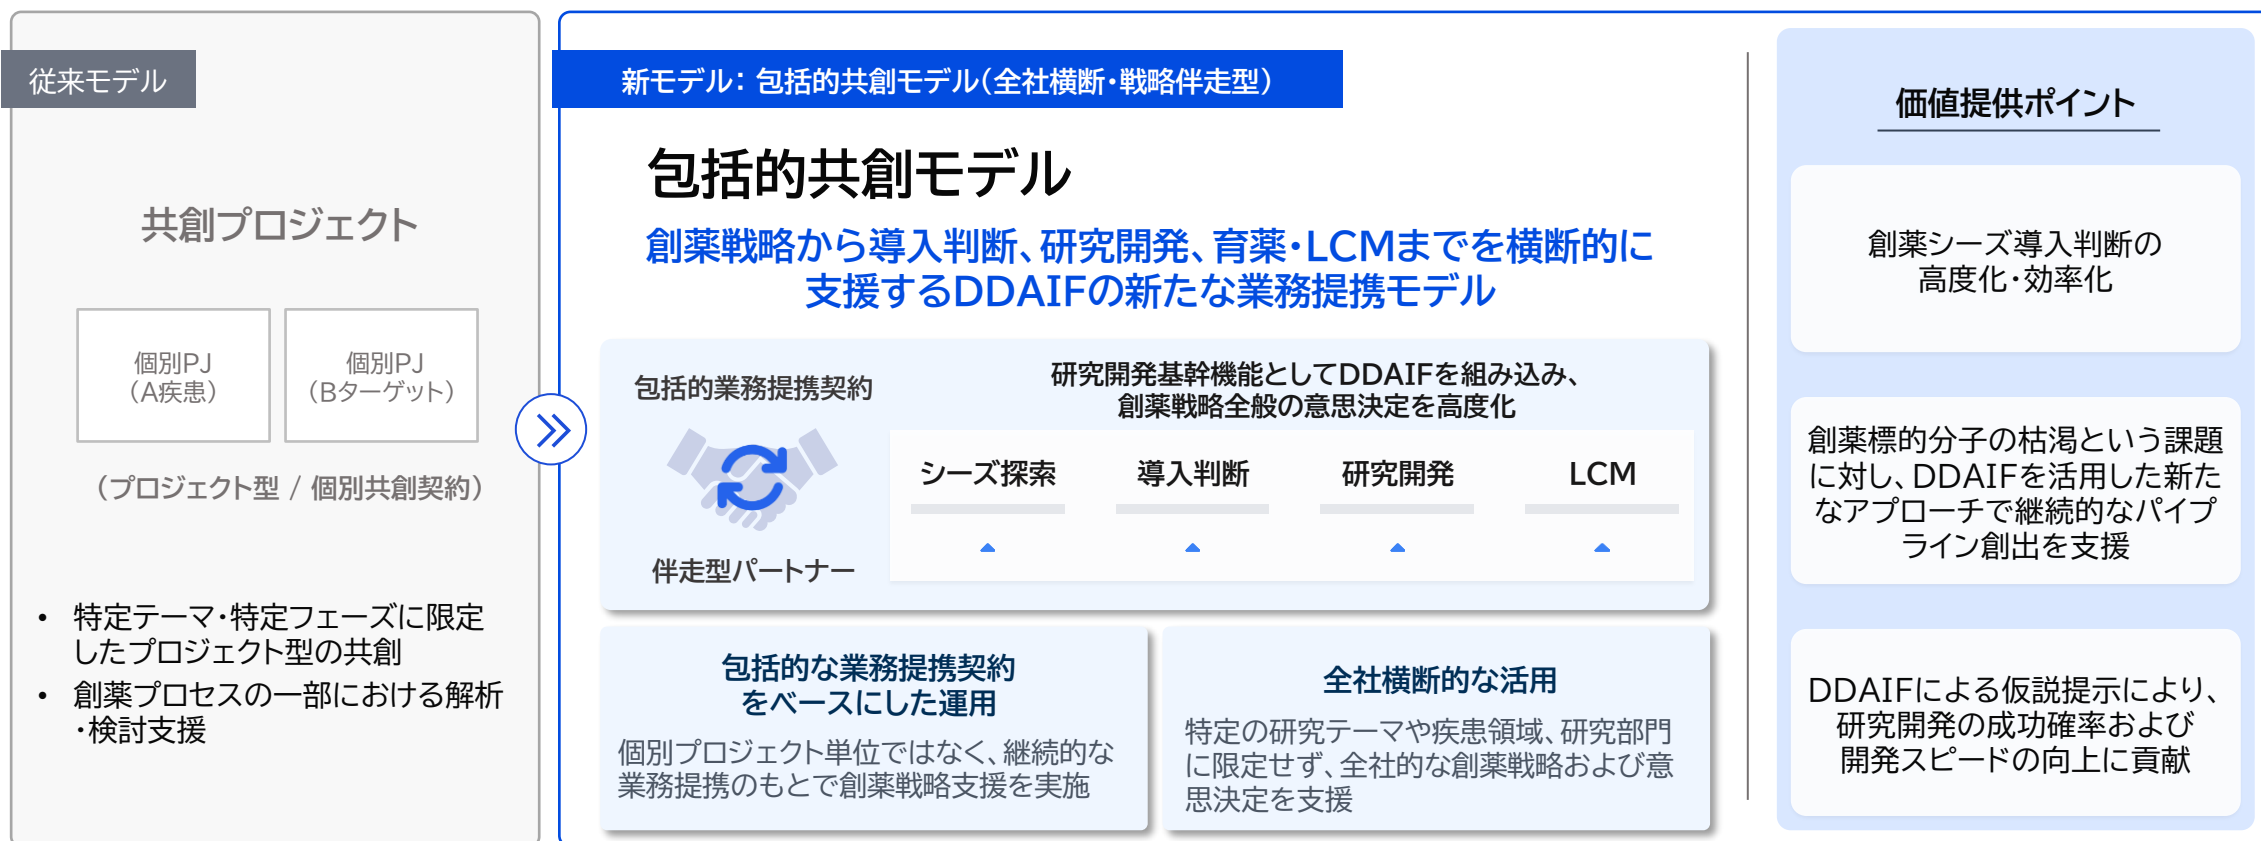 従来モデル
共創プロジェクト
個別PJ
（A疾患）
個別PJ
（Bターゲット）
（プロジェクト型 / 個別共創契約）
• 特定テーマ・特定フェーズに限定
したプロジェクト型の共創
• 創薬プロセスの一部における解析
・検討支援
新モデル：包括的共創モデル（全社横断・戦略伴走型）
包括的共創モデル
創薬戦略から導入判断、研究開発、育薬・LCMまでを横断的に
支援するDDAIFの新たな業務提携モデル
包括的業務提携契約
伴走型パートナー
研究開発基幹機能としてDDAIFを組み込み、
創薬戦略全般の意思決定を高度化
シーズ探索
導入判断
研究開発
LCM
包括的な業務提携契約
をベースにした運用
個別プロジェクト単位ではなく、継続的な
業務提携のもとで創薬戦略支援を実施
全社横断的な活用
特定の研究テーマや疾患領域、研究部門
に限定せず、全社的な創薬戦略および意
思決定を支援
価値提供ポイント
創薬シーズ導入判断の
高度化・効率化
創薬標的分子の枯渇という課題
に対し、DDAIFを活用した新た
なアプローチで継続的なパイプ
ライン創出を支援
DDAIFによる仮説提示により、
研究開発の成功確率および
開発スピードの向上に貢献